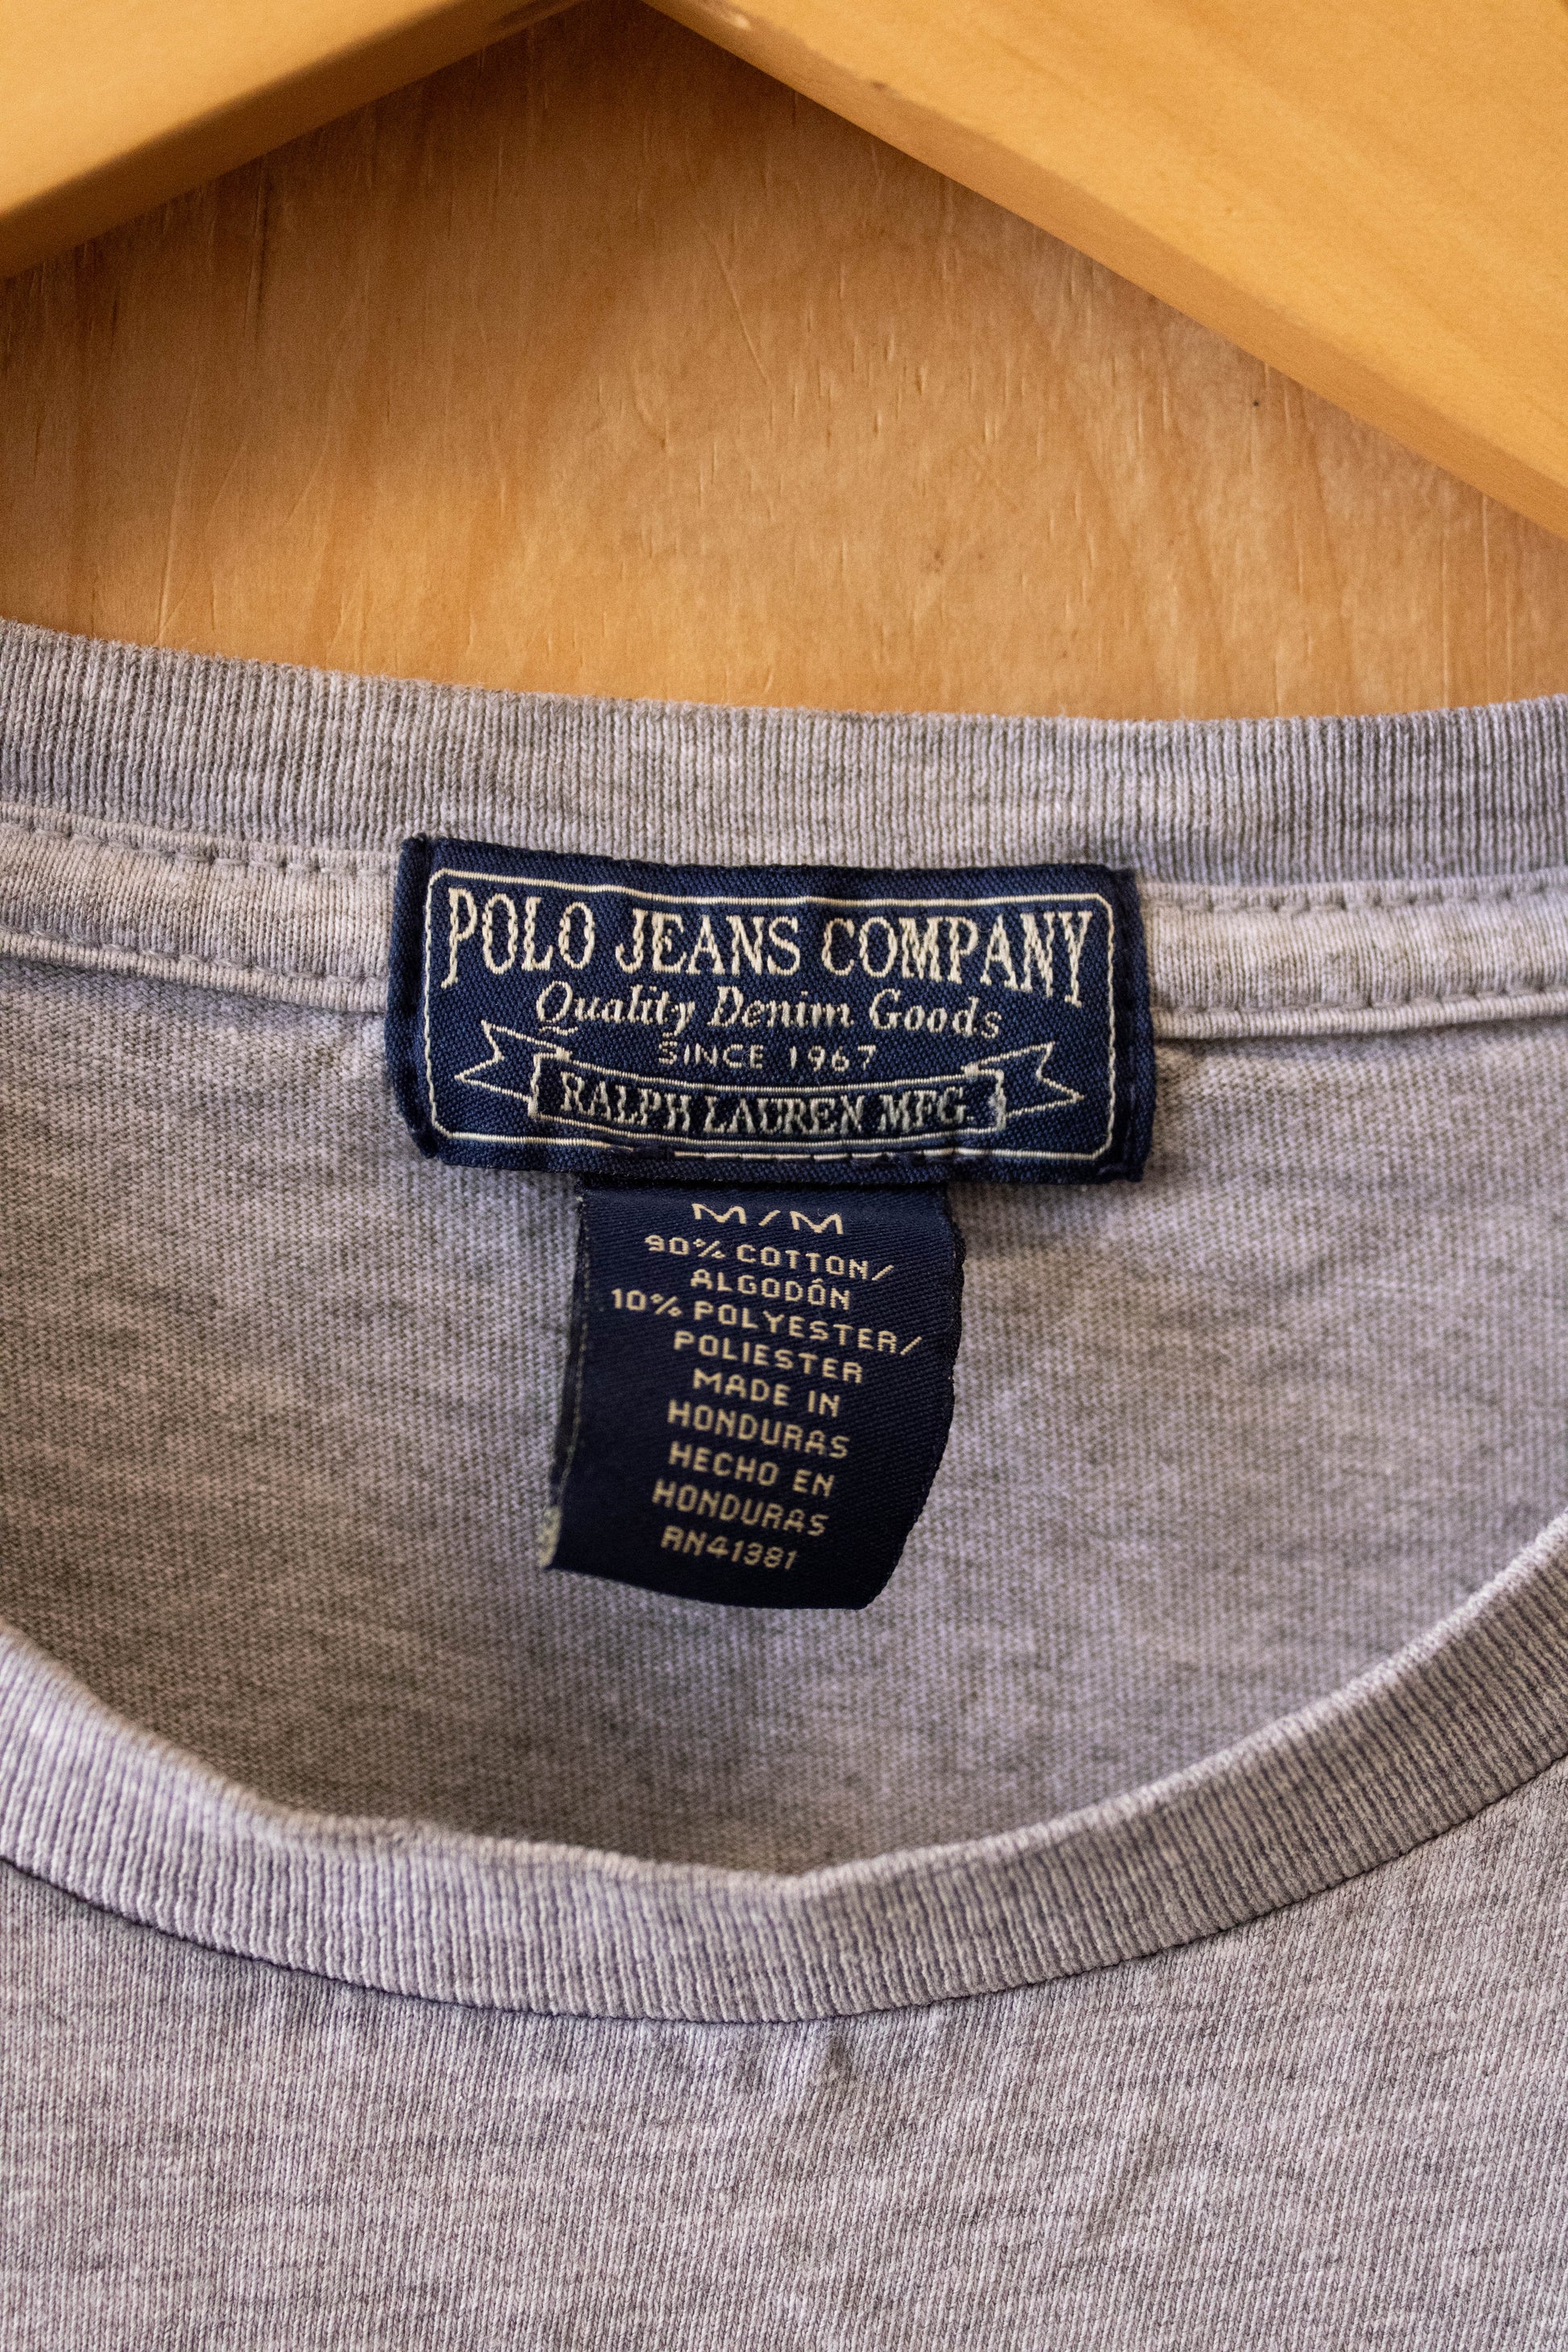 POLO JEANS COMPANY
Quality Denim Goods
SINCE 1967
RALPH LAUREN MFG.
M/M
90% COTTON/
ALGODÓN
10% POLYESTER/
POLIESTER
MADE IN
HONDURAS
HECHO EN
HONDURAS
RN41381